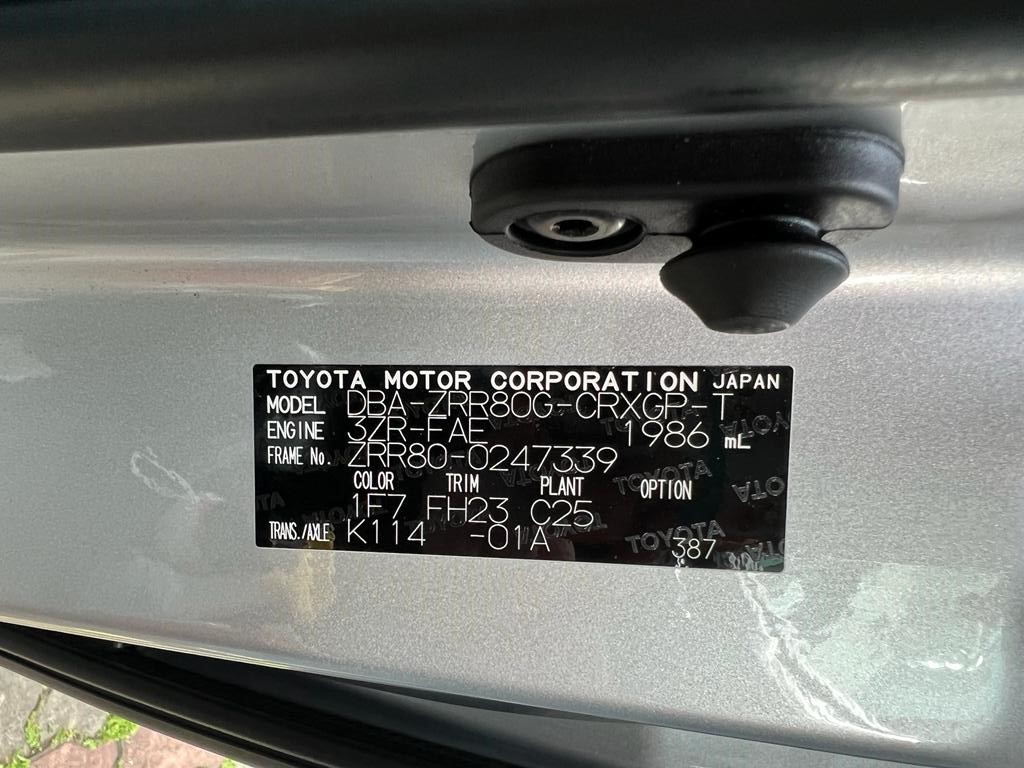 TOYOTA MOTOR CORPORATION JAPAN
MODEL DBA-ZRR80G-CRXGP-T
ENGINE 3ZR-FAE 1986 mL
FRAME No. ZRR80-0247339
COLOR TRIM PLANT OPTION
1F7 FH23 C25
TRANS./AXLE K114 -01A 387